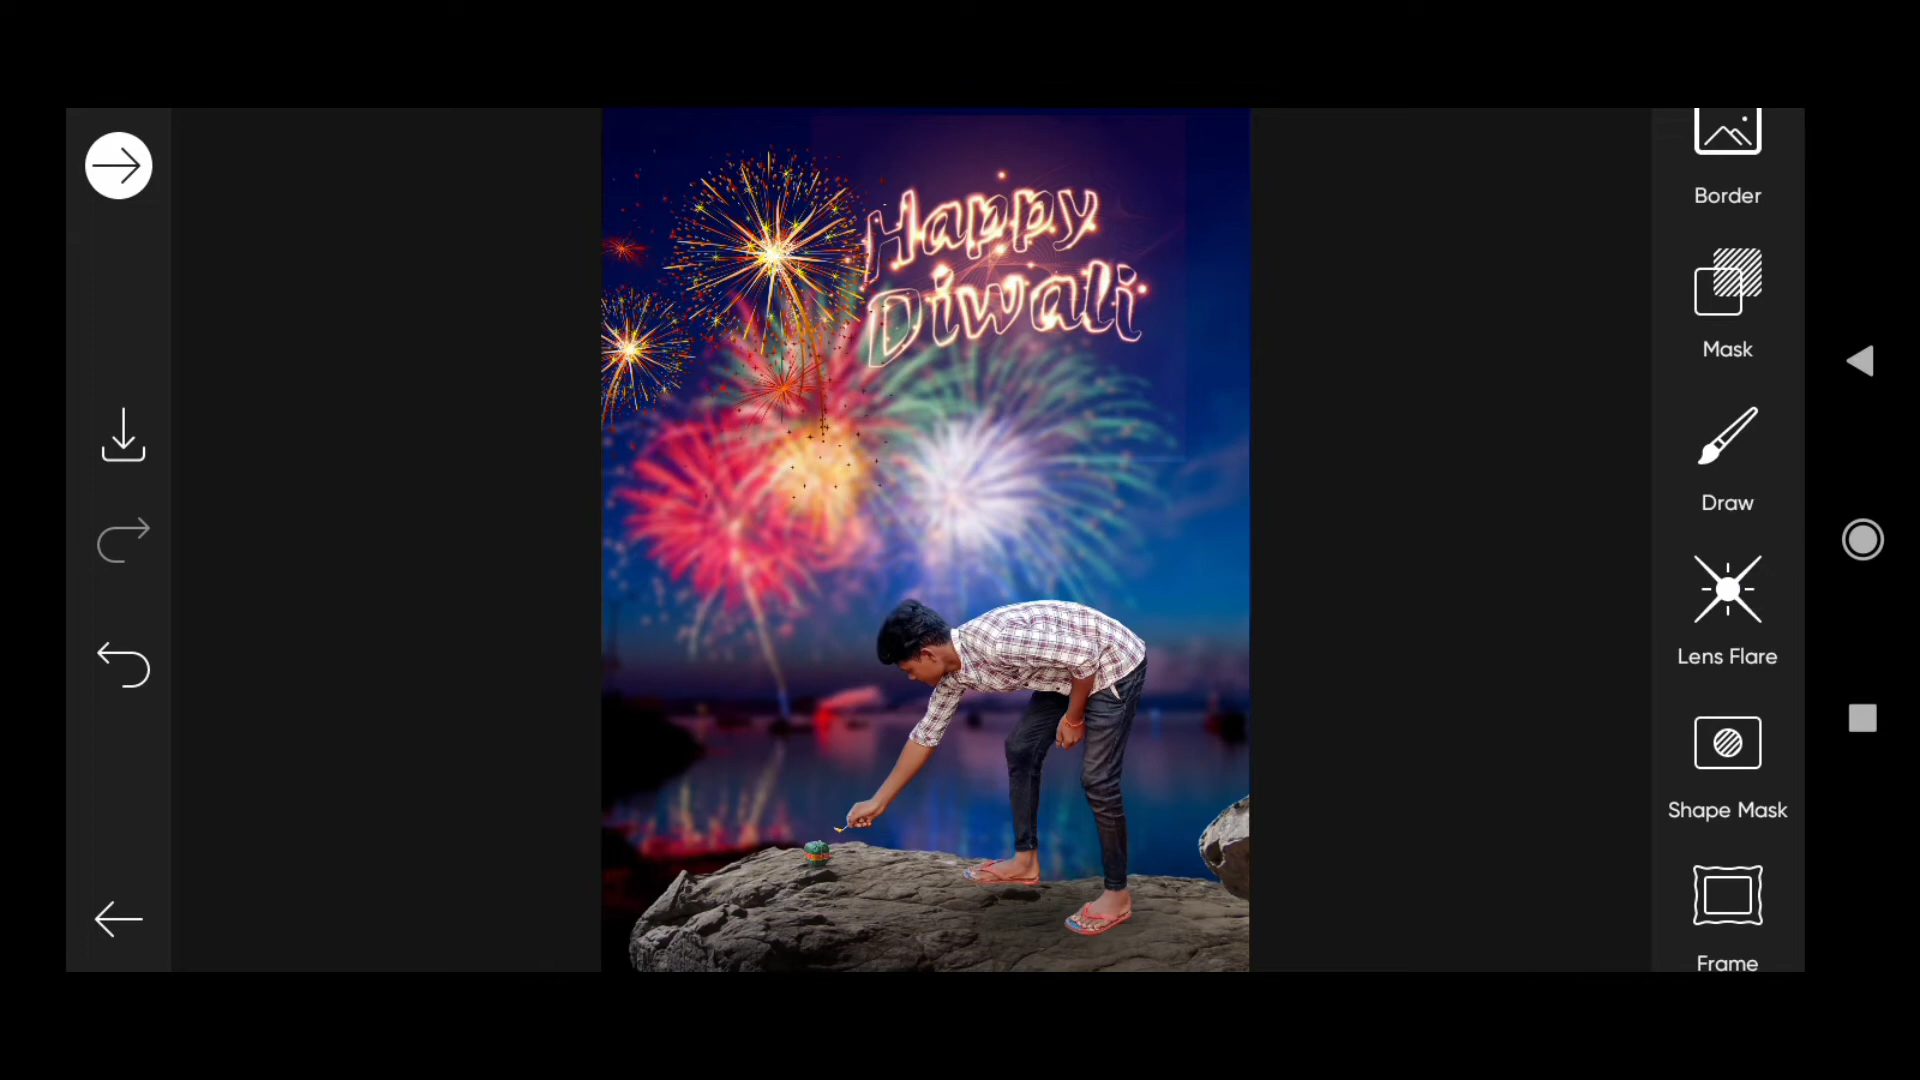 Happy
Diwali
Border
Mask
Draw
Lens Flare
Shape Mask
Frame